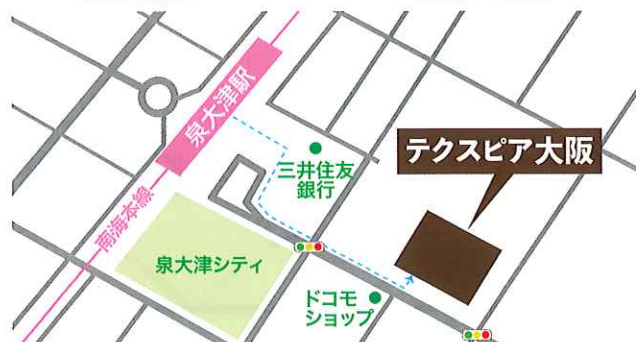 泉大津駅
三井住友
銀行
テクスピア大阪
南海本線
泉大津シティ
ドコモ
ショップ